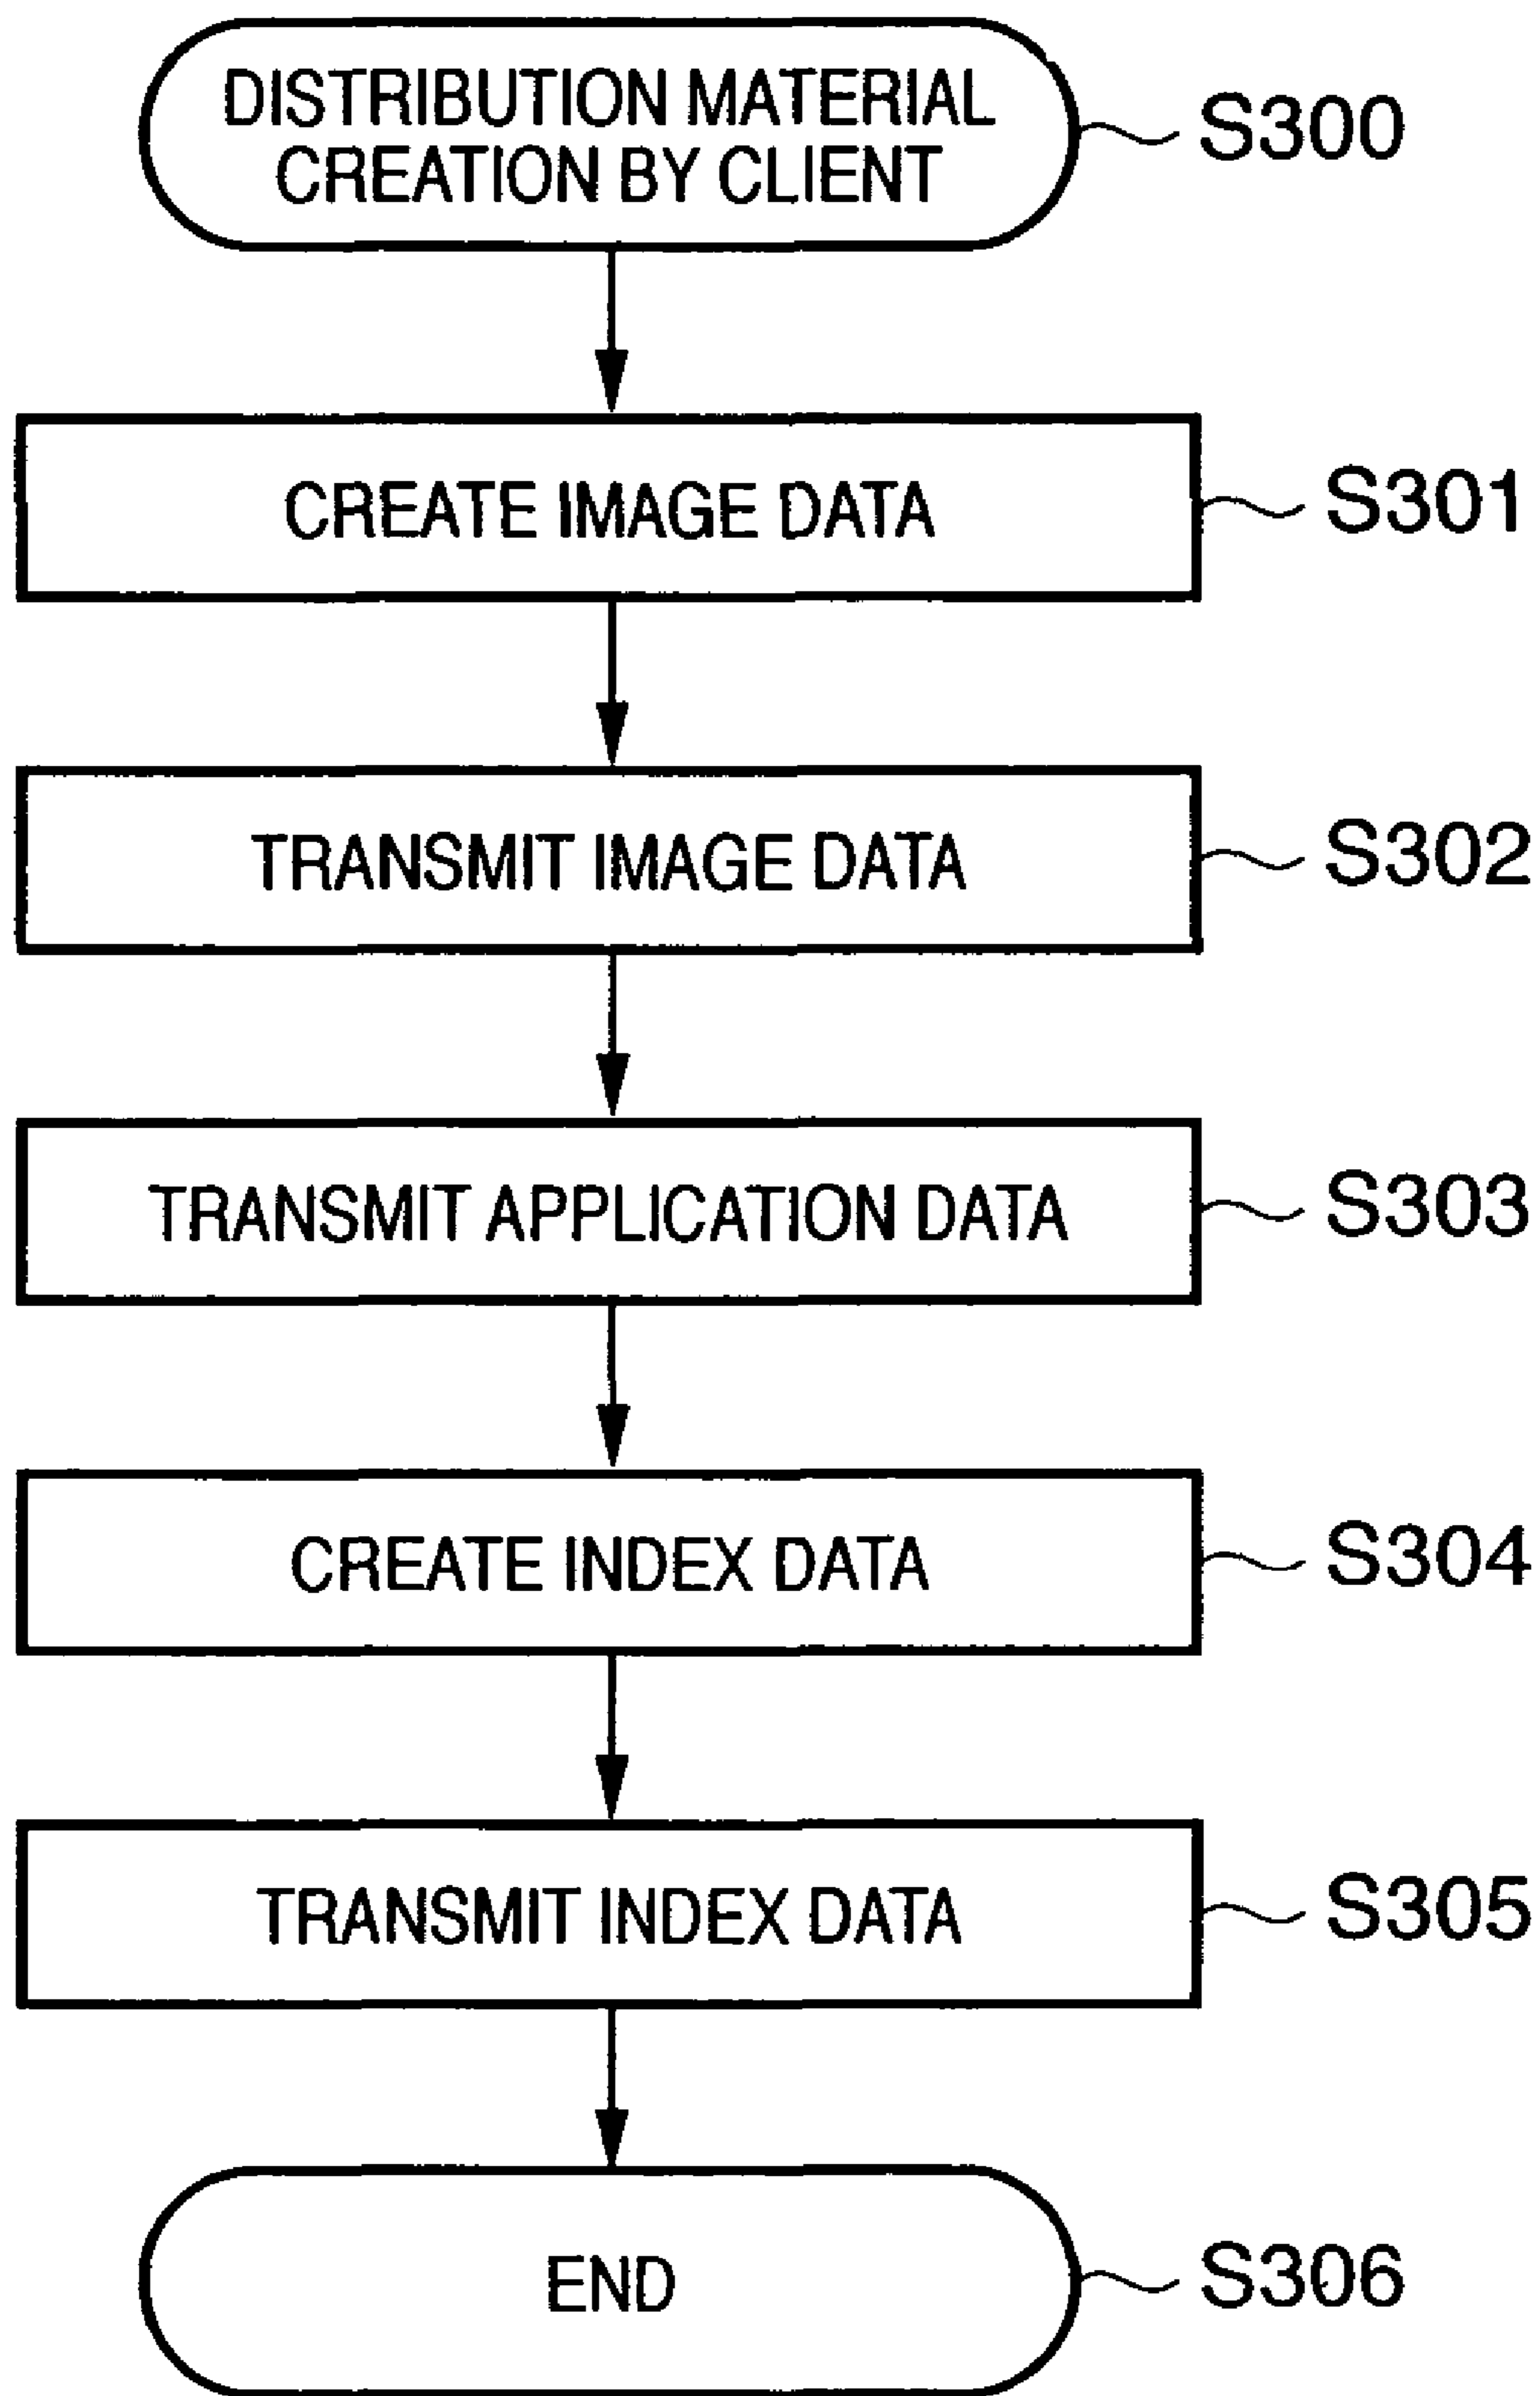 DISTRIBUTION MATERIAL
CREATION BY CLIENT
S300
CREATE IMAGE DATA
S301
TRANSMIT IMAGE DATA
S302
TRANSMIT APPLICATION DATA
S303
CREATE INDEX DATA
S304
TRANSMIT INDEX DATA
S305
END
S306